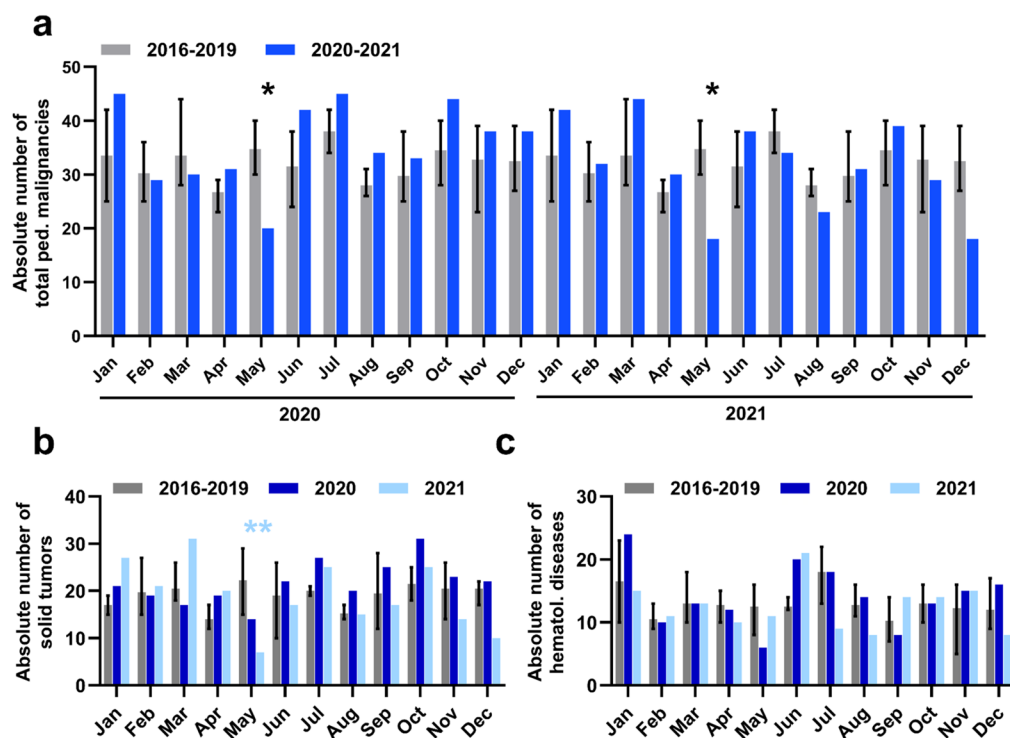 a
2016-2019 2020-2021
Absolute number of
total ped. malignancies
50
40
30
20
10
0
* *
Jan Feb Mar Apr May Jun Jul Aug Sep Oct Nov Dec Jan Feb Mar Apr May Jun Jul Aug Sep Oct Nov Dec
2020 2021
b
2016-2019 2020 2021
Absolute number of
solid tumors
40
30
20
10
0
**
Jan Feb Mar Apr May Jun Jul Aug Sep Oct Nov Dec
c
2016-2019 2020 2021
Absolute number of
hematol. diseases
30
20
10
0
Jan Feb Mar Apr May Jun Jul Aug Sep Oct Nov Dec